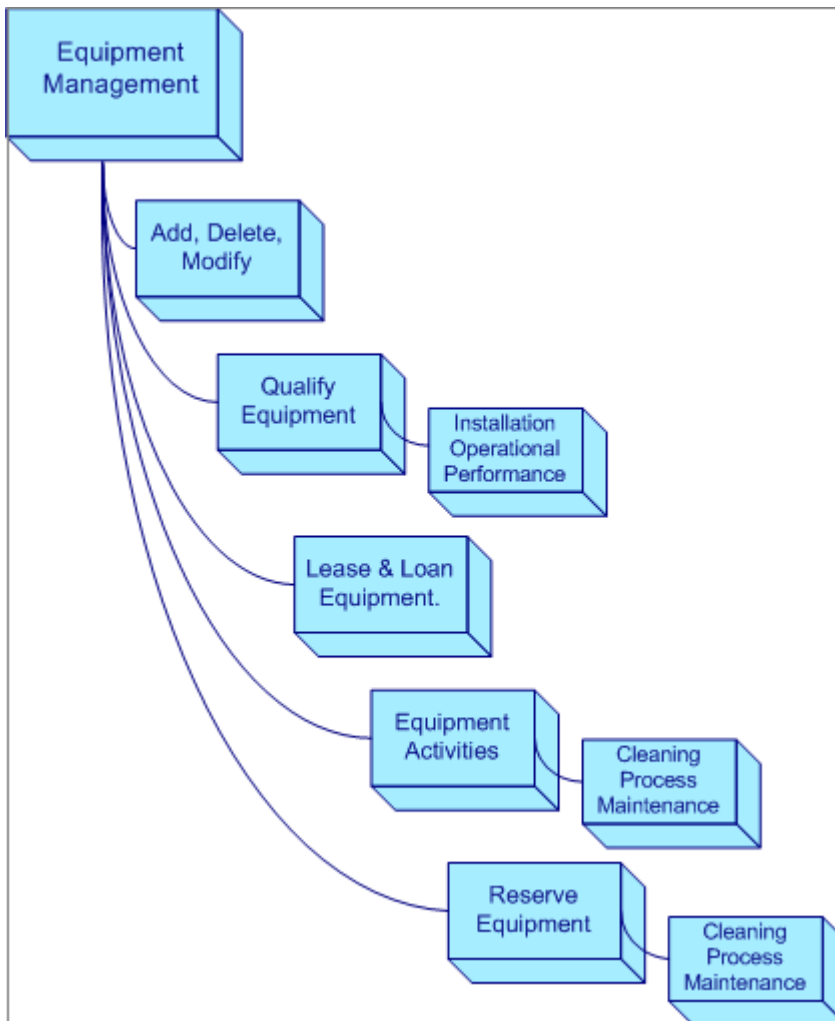 Equipment
Management
Add, Delete,
Modify
Qualify
Equipment
Installation
Operational
Performance
Lease & Loan
Equipment.
Equipment
Activities
Cleaning
Process
Maintenance
Reserve
Equipment
Cleaning
Process
Maintenance